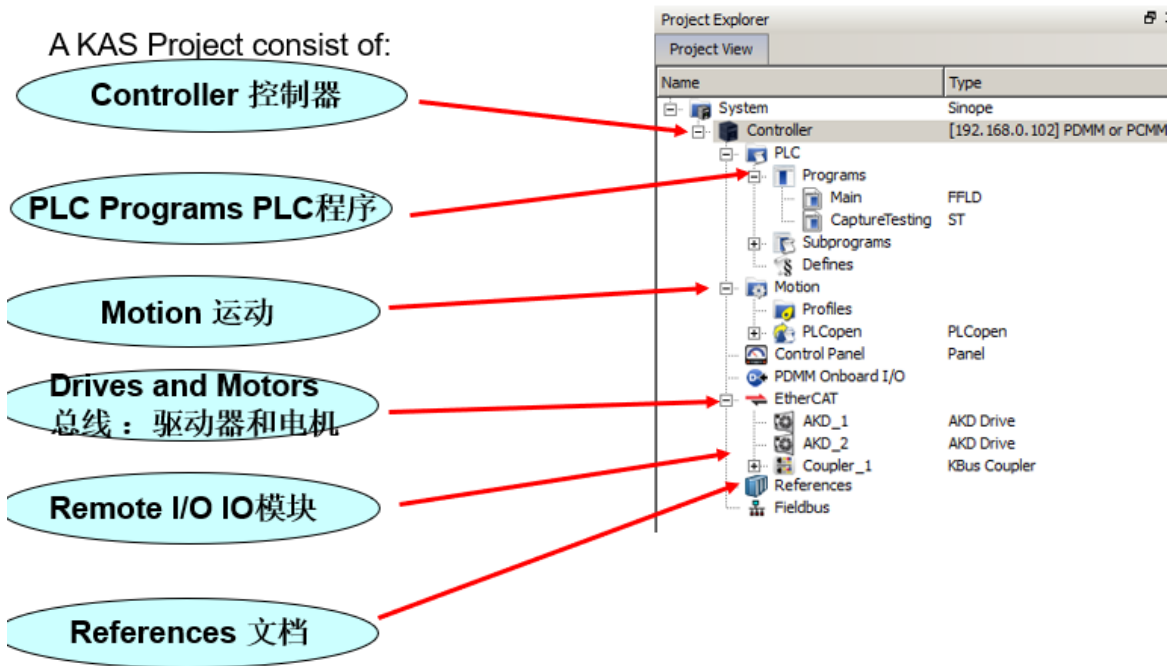 A KAS Project consist of:
Controller 控制器
PLC Programs PLC程序
Motion 运动
Drives and Motors
总线： 驱动器和电机
Remote I/O IO模块
References 文档
Project Explorer
Project View
Name Type
System Sinope
Controller [192.168.0.102] PDMM or PCMM
PLC
Programs
Main FFLD
CaptureTesting ST
Subprograms
Defines
Motion
Profiles
PLCopen PLCopen
Control Panel Panel
PDMM Onboard I/O
EtherCAT
AKD_1 AKD Drive
AKD_2 AKD Drive
Coupler_1 KBus Coupler
References
Fieldbus